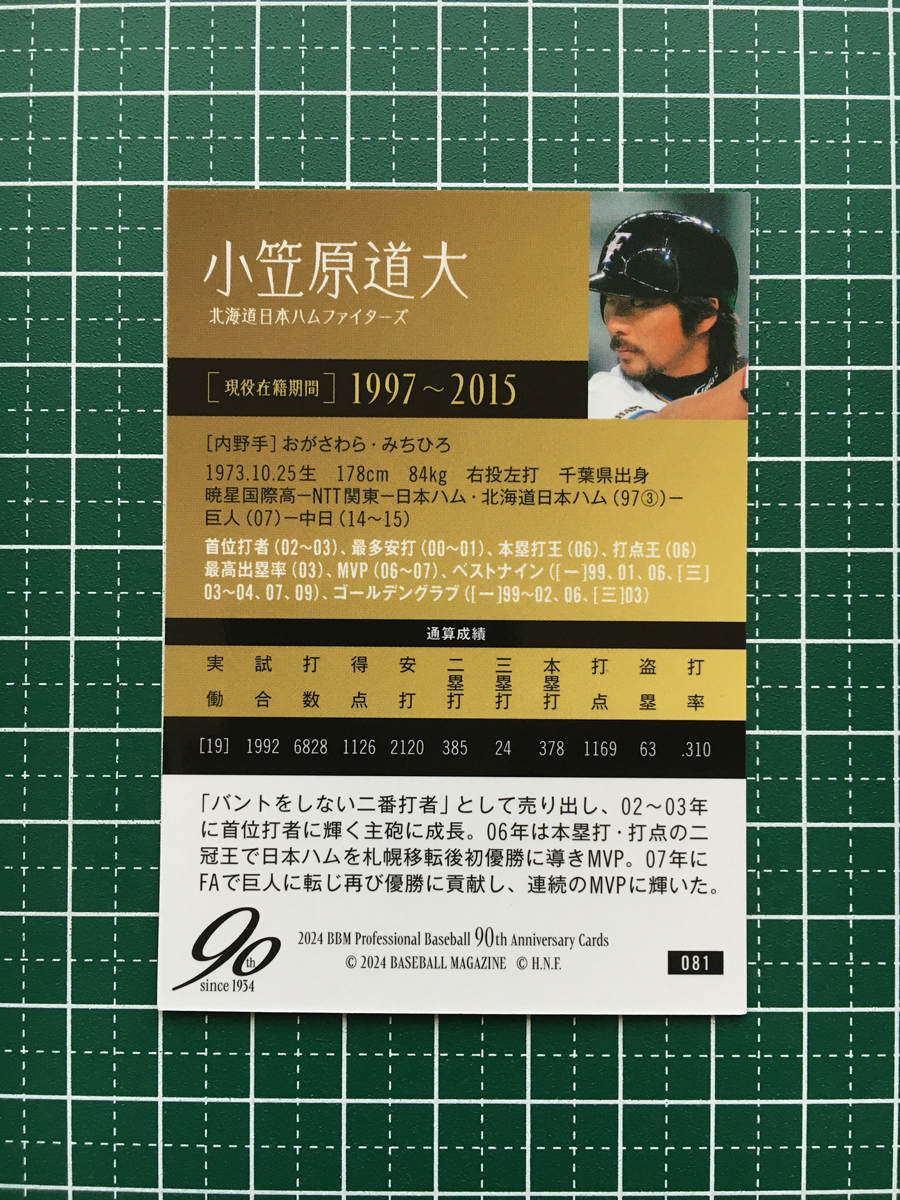 小笠原道大
北海道日本ハムファイターズ
[現役在籍期間] 1997～2015
[内野手] おがさわら・みちひろ
1973.10.25生 178cm 84kg 右投左打 千葉県出身
暁星国際高ーNTT関東ー日本ハム・北海道日本ハム(97③)ー
巨人(07)ー中日(14～15)
首位打者(02～03)、最多安打(00～01)、本塁打王(06)、打点王(06)
最高出塁率(03)、MVP(06～07)、ベストナイン([一]99、01、06、[三]
03～04、07、09)、ゴールデングラブ([一]99～02、06、[三]03)
通算成績
実働 試合 打数 得点 安打 二塁打 三塁打 本塁打 打点 盗塁 打率
[19] 1992 6828 1126 2120 385 24 378 1169 63 .310
「バントをしない二番打者」として売り出し、02～03年
に首位打者に輝く主砲に成長。06年は本塁打・打点の二
冠王で日本ハムを札幌移転後初優勝に導きMVP。07年に
FAで巨人に転じ再び優勝に貢献し、連続のMVPに輝いた。
90th
since 1934
2024 BBM Professional Baseball 90th Anniversary Cards
© 2024 BASEBALL MAGAZINE © H.N.F.
081
F